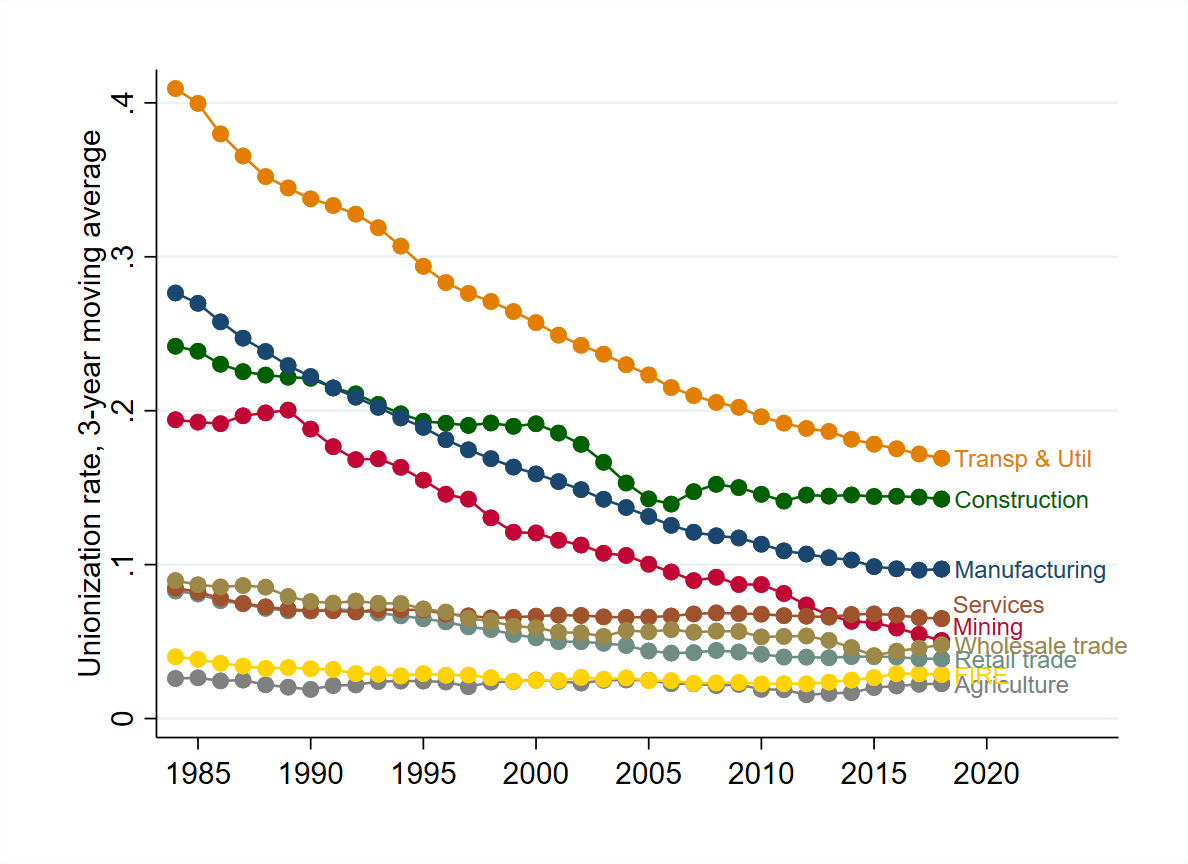 Unionization rate, 3-year moving average
.4
.3
.2
.1
0
1985 1990 1995 2000 2005 2010 2015 2020
Transp & Util
Construction
Manufacturing
Services
Mining
Wholesale trade
Retail trade
FIRE
Agriculture